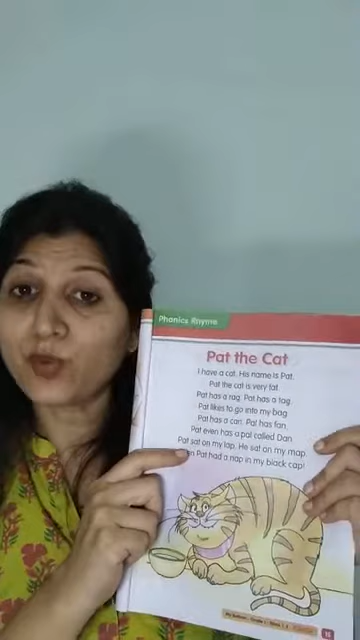 Phonics Rhyme
Pat the Cat
I have a cat. His name is Pat.
Pat the cat is very fat.
Pat has a rag. Pat has a tag.
Pat likes to go into my bag.
Pat has a can. Pat has fan.
Pat even has a pal called Dan
Pat sat on my lap. He sat on my map
Pat had a nap in my black cap!
15